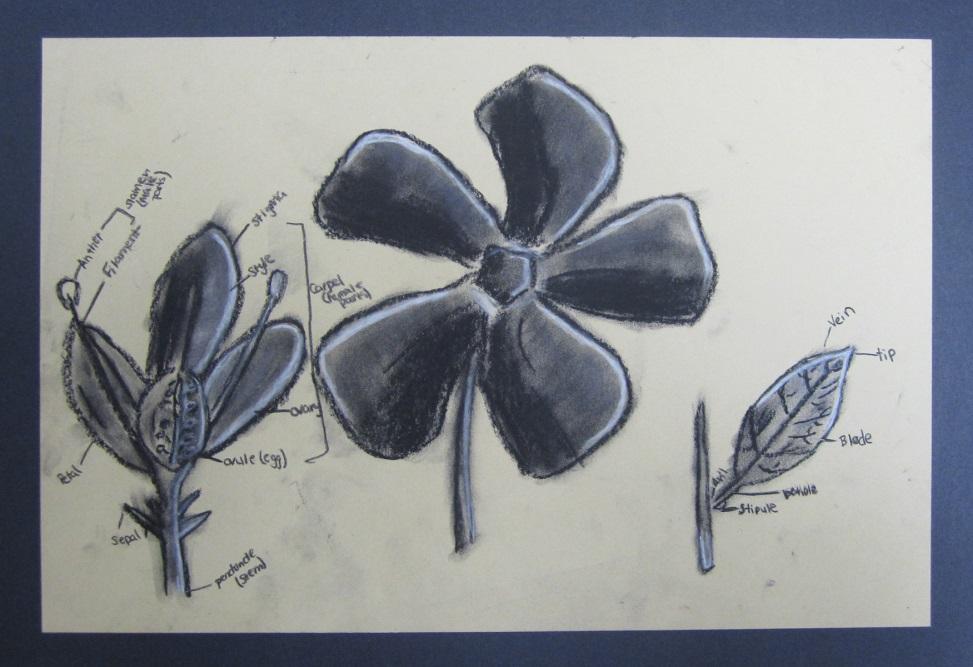 Stamen
(male
parts)
Anther
Filament
Stigma
Style
Carpel
(female
parts)
ovary
ovule (egg)
Petal
Sepal
peduncle
(stem)
Vein
tip
Blade
petiole
Stipule